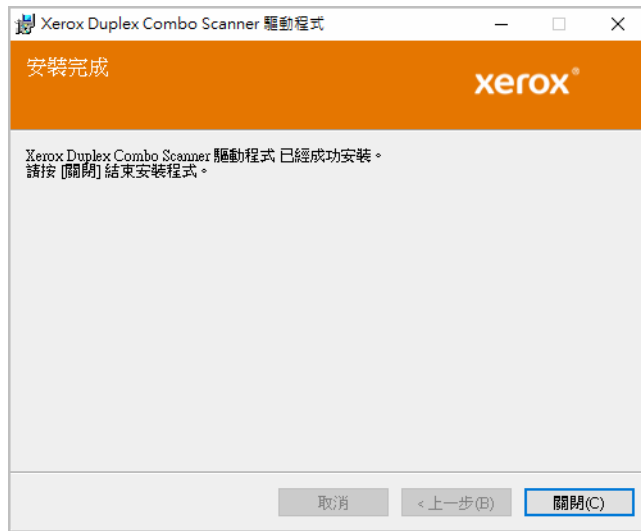 Xerox Duplex Combo Scanner 驅動程式
安裝完成
xerox®
Xerox Duplex Combo Scanner 驅動程式 已經成功安裝。
請按 [關閉] 結束安裝程式。
取消
<上一步(B)
關閉(C)